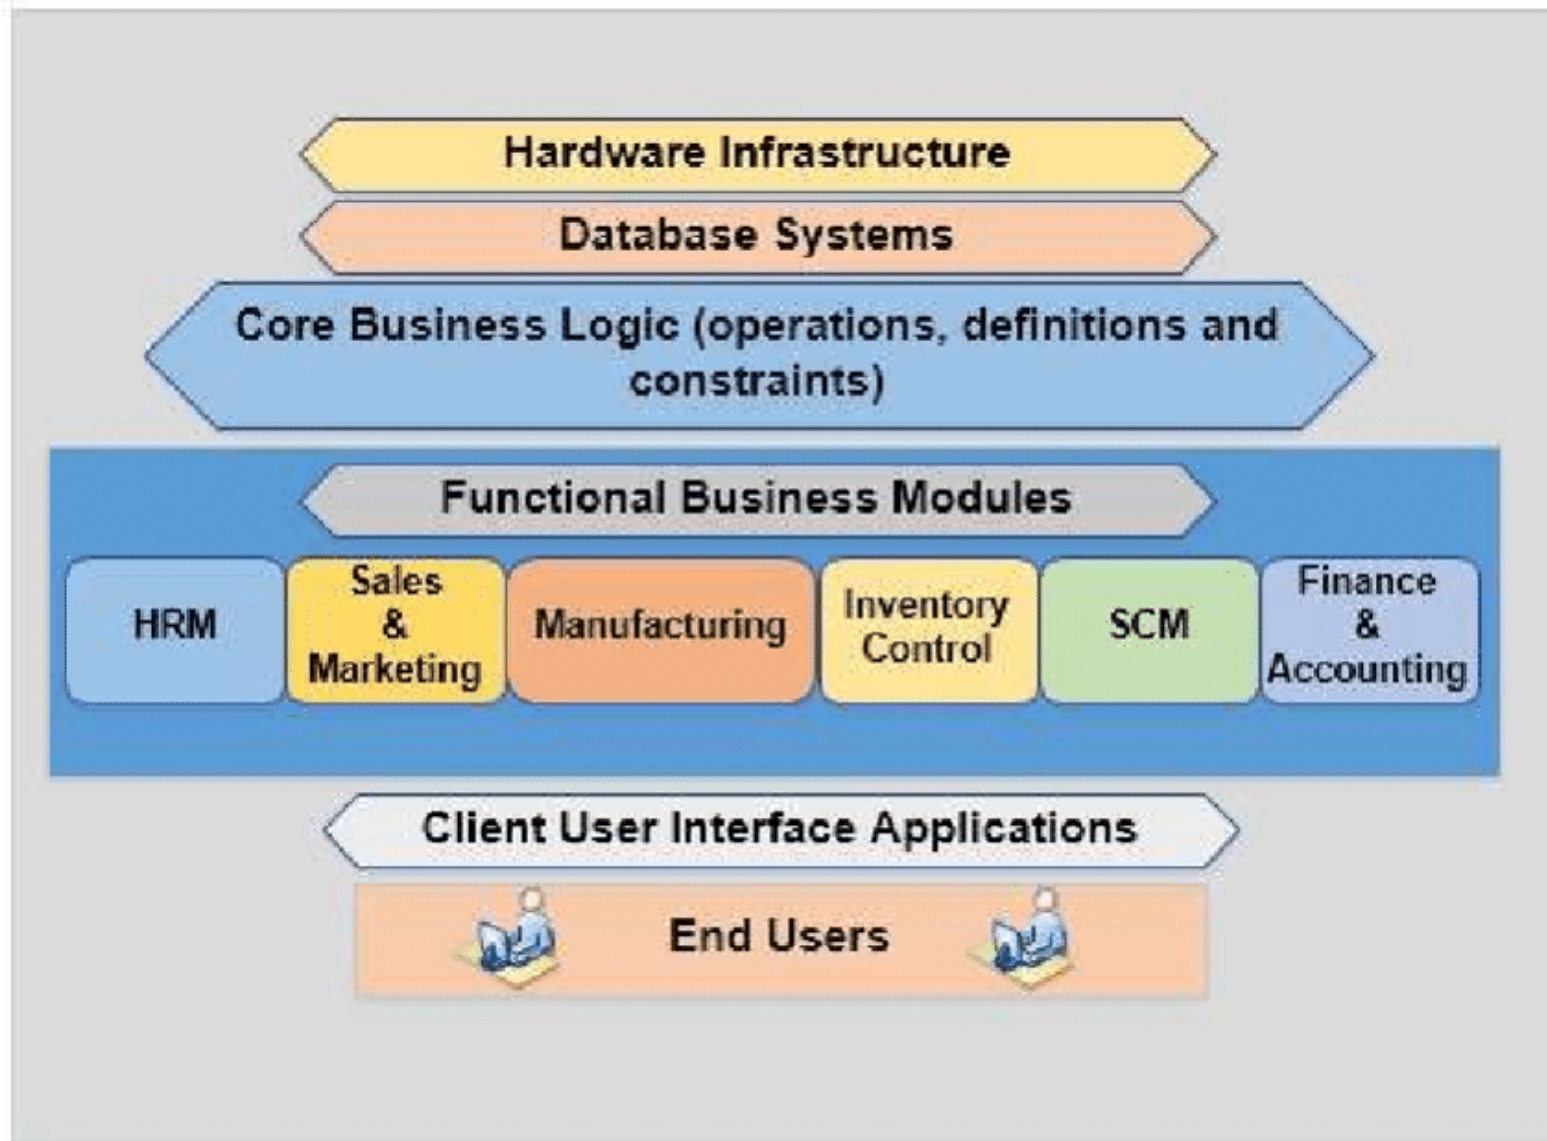 Hardware Infrastructure
Database Systems
Core Business Logic (operations, definitions and
constraints)
Functional Business Modules
HRM
Sales
&
Marketing
Manufacturing
Inventory
Control
SCM
Finance
&
Accounting
Client User Interface Applications
End Users